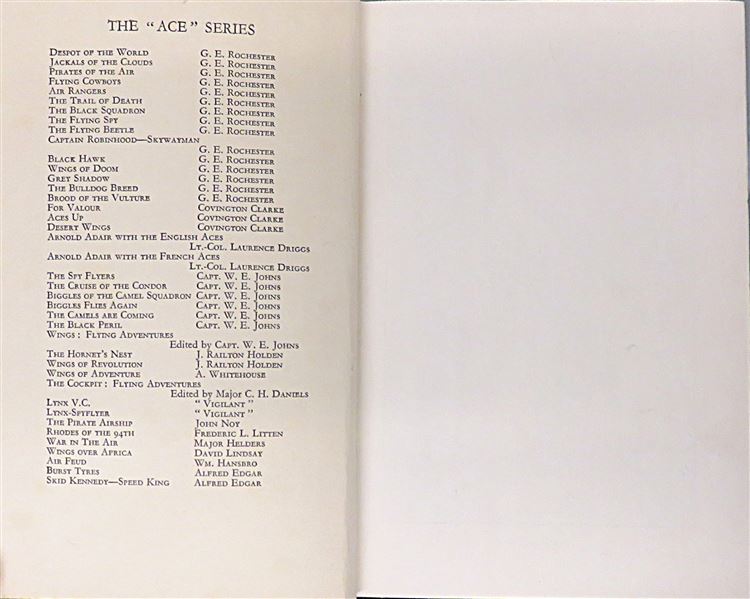 THE "ACE" SERIES
DESPOT OF THE WORLD G. E. ROCHESTER
JACKALS OF THE CLOUDS G. E. ROCHESTER
PIRATES OF THE AIR G. E. ROCHESTER
FLYING COWBOYS G. E. ROCHESTER
AIR RANGERS G. E. ROCHESTER
THE TRAIL OF DEATH G. E. ROCHESTER
THE BLACK SQUADRON G. E. ROCHESTER
THE FLYING SPY G. E. ROCHESTER
THE FLYING BEETLE G. E. ROCHESTER
CAPTAIN ROBINHOOD—SKYWAYMAN
G. E. ROCHESTER
BLACK HAWK G. E. ROCHESTER
WINGS OF DOOM G. E. ROCHESTER
GREY SHADOW G. E. ROCHESTER
THE BULLDOG BREED G. E. ROCHESTER
BROOD OF THE VULTURE G. E. ROCHESTER
FOR VALOUR COVINGTON CLARKE
ACES UP COVINGTON CLARKE
DESERT WINGS COVINGTON CLARKE
ARNOLD ADAIR WITH THE ENGLISH ACES
LT.-COL. LAURENCE DRIGGS
ARNOLD ADAIR WITH THE FRENCH ACES
LT.-COL. LAURENCE DRIGGS
THE SPY FLYERS CAPT. W. E. JOHNS
THE CRUISE OF THE CONDOR CAPT. W. E. JOHNS
BIGGLES OF THE CAMEL SQUADRON CAPT. W. E. JOHNS
BIGGLES FLIES AGAIN CAPT. W. E. JOHNS
THE CAMELS ARE COMING CAPT. W. E. JOHNS
THE BLACK PERIL CAPT. W. E. JOHNS
WINGS: FLYING ADVENTURES
Edited by CAPT. W. E. JOHNS
THE HORNET'S NEST J. RAILTON HOLDEN
WINGS OF REVOLUTION J. RAILTON HOLDEN
WINGS OF ADVENTURE A. WHITEHOUSE
THE COCKPIT: FLYING ADVENTURES
Edited by MAJOR C. H. DANIELS
LYNX V.C. "VIGILANT"
LYNX-SPYFLYER "VIGILANT"
THE PIRATE AIRSHIP JOHN NOY
RHODES OF THE 94TH FREDERIC L. LITTEN
WAR IN THE AIR MAJOR HELDERS
WINGS OVER AFRICA DAVID LINDSAY
AIR FEUD WM. HANSBRO
BURST TYRES ALFRED EDGAR
SKID KENNEDY—SPEED KING ALFRED EDGAR